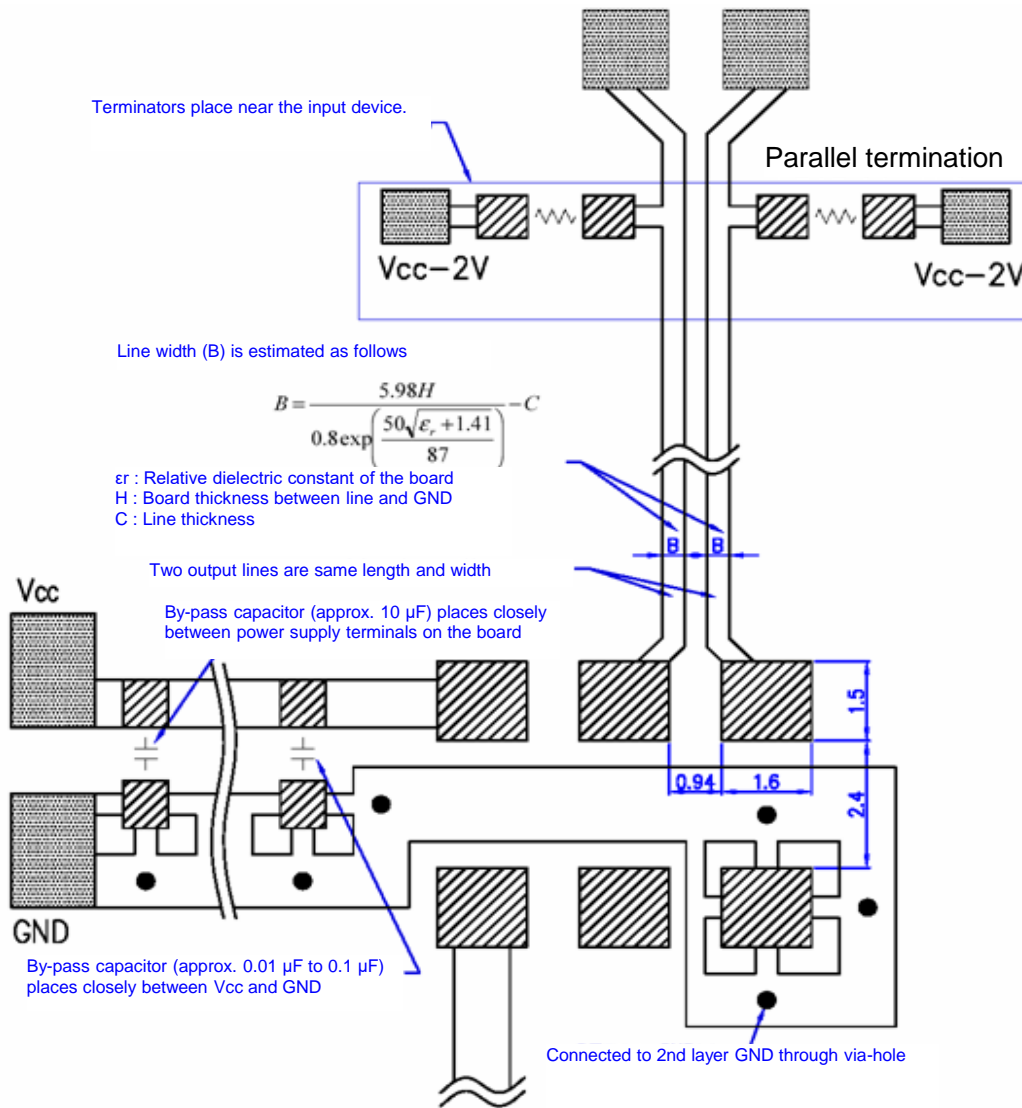 Terminators place near the input device.
Parallel termination
Vcc-2V
Vcc-2V
Line width (B) is estimated as follows
B = 5.98H / (0.8 exp(50√(εr + 1.41) / 87)) − C
εr : Relative dielectric constant of the board
H : Board thickness between line and GND
C : Line thickness
B B
Two output lines are same length and width
Vcc
By-pass capacitor (approx. 10 µF) places closely
between power supply terminals on the board
1.5
0.94
1.6
2.4
GND
By-pass capacitor (approx. 0.01 µF to 0.1 µF)
places closely between Vcc and GND
Connected to 2nd layer GND through via-hole